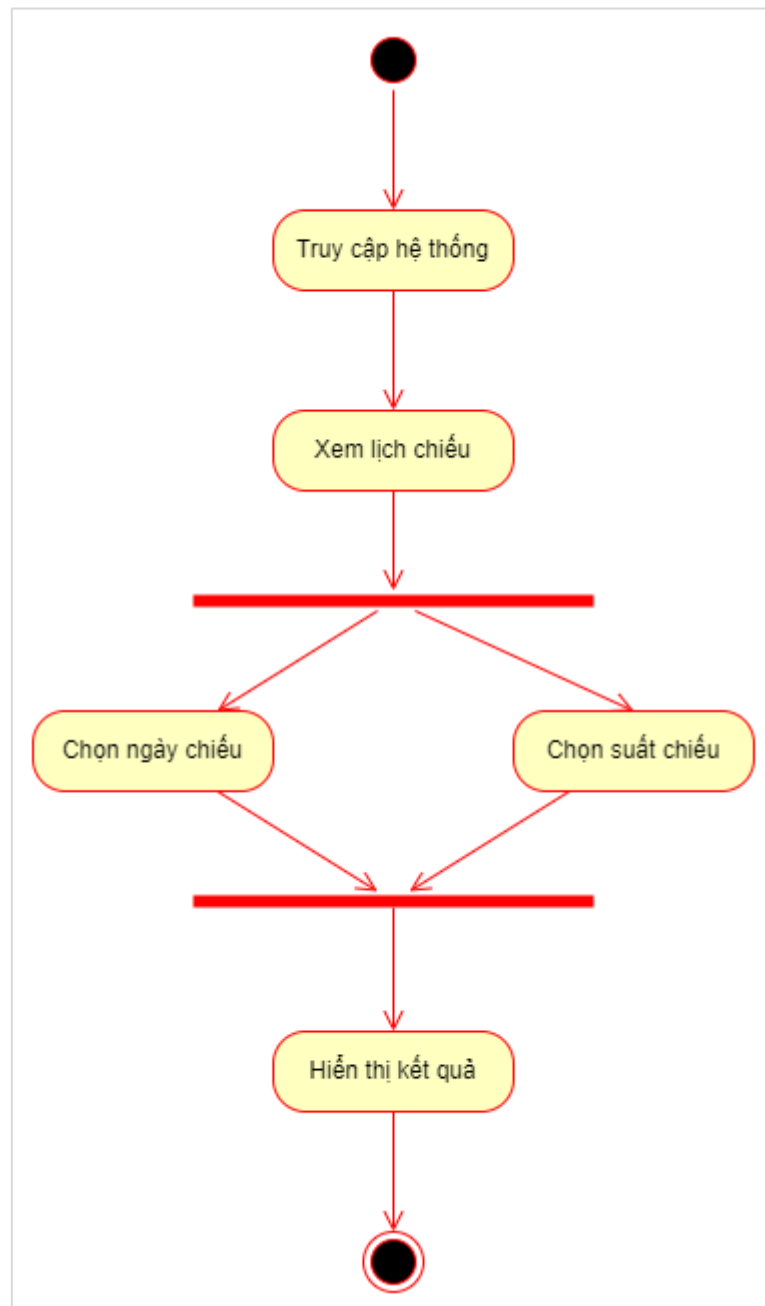 Truy cập hệ thống
Xem lịch chiếu
Chọn ngày chiếu
Chọn suất chiếu
Hiển thị kết quả